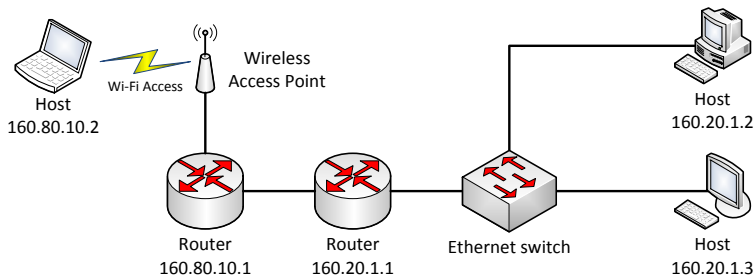 Wireless
Access Point
Wi-Fi Access
Host
160.80.10.2
Host
160.20.1.2
Router
160.80.10.1
Router
160.20.1.1
Ethernet switch
Host
160.20.1.3